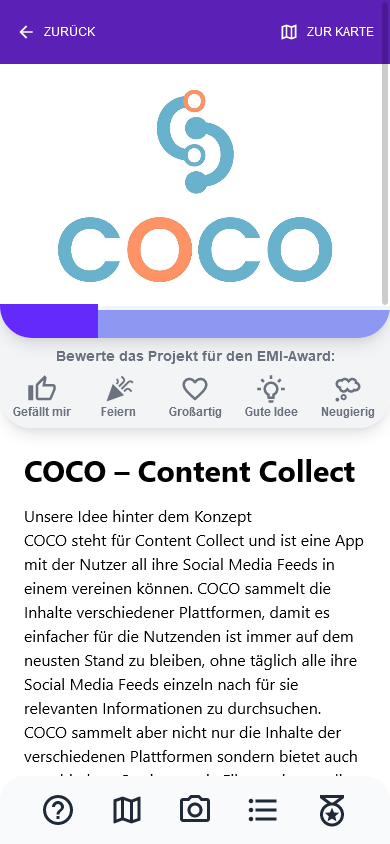 ZURÜCK
ZUR KARTE
COCO
Bewerte das Projekt für den EMI-Award:
Gefällt mir
Feiern
Großartig
Gute Idee
Neugierig
COCO – Content Collect
Unsere Idee hinter dem Konzept
COCO steht für Content Collect und ist eine App
mit der Nutzer all ihre Social Media Feeds in
einem vereinen können. COCO sammelt die
Inhalte verschiedener Plattformen, damit es
einfacher für die Nutzenden ist immer auf dem
neusten Stand zu bleiben, ohne täglich alle ihre
Social Media Feeds einzeln nach für sie
relevanten Informationen zu durchsuchen.
COCO sammelt aber nicht nur die Inhalte der
verschiedenen Plattformen sondern bietet auch